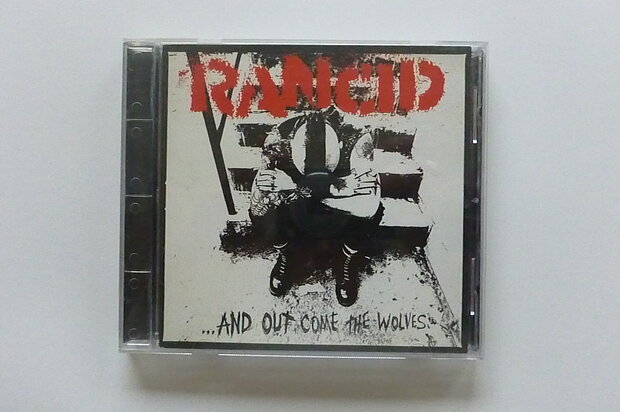 RANCID
...AND OUT COME THE WOLVES